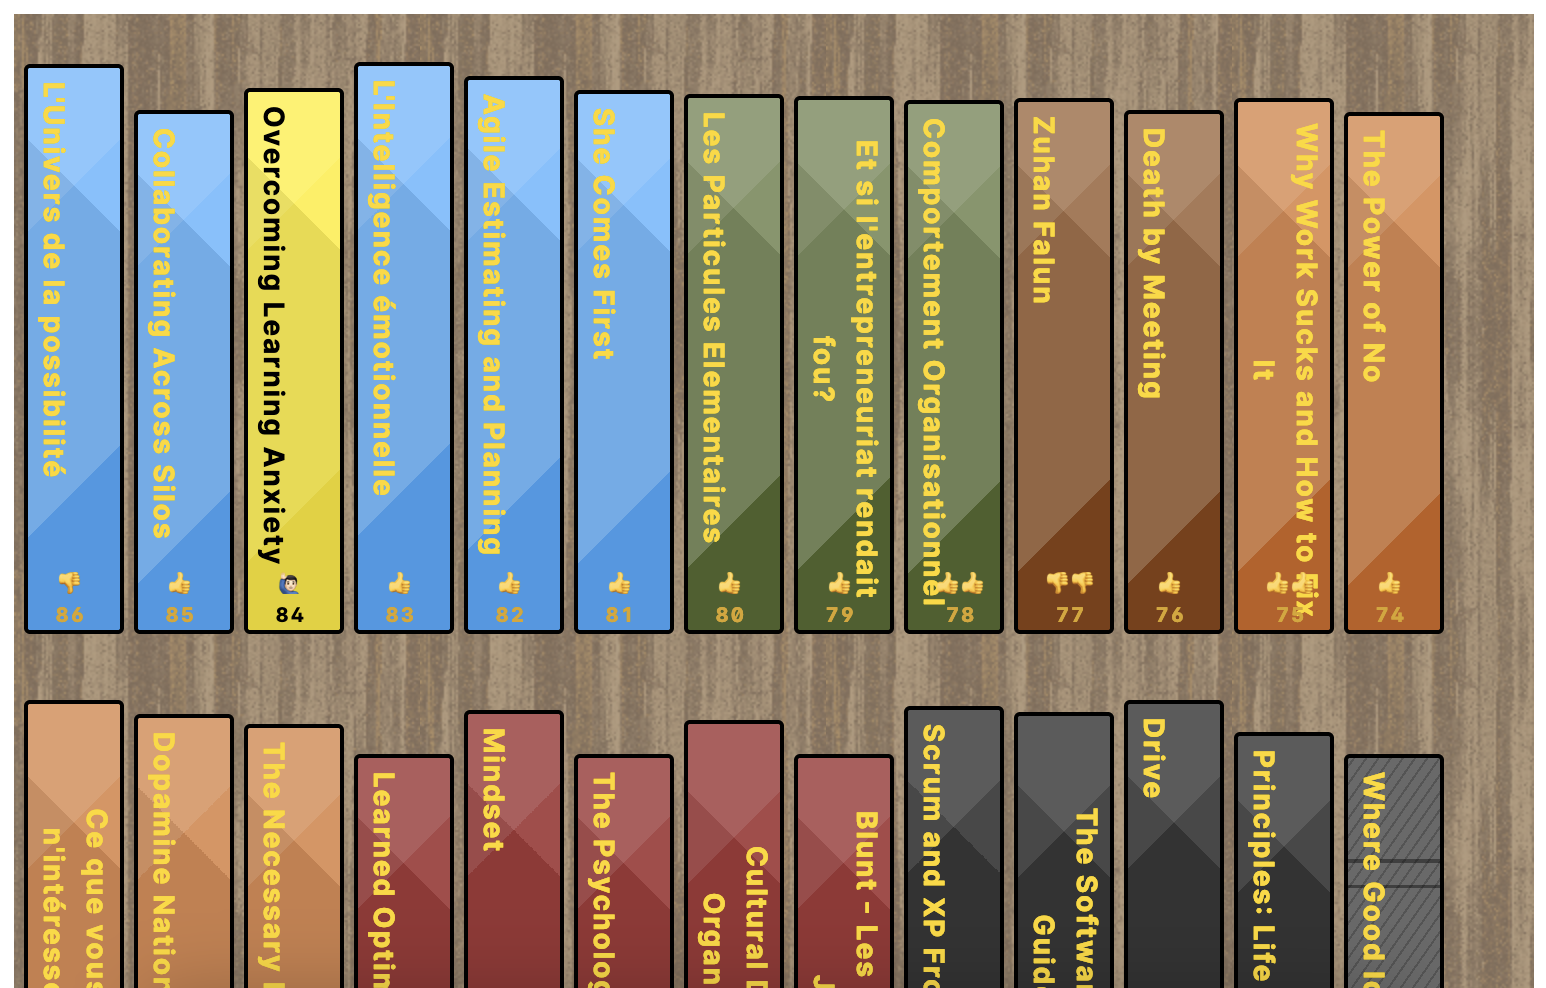 L'Univers de la possibilité
86
Collaborating Across Silos
85
Overcoming Learning Anxiety
84
L'Intelligence émotionnelle
83
Agile Estimating and Planning
82
She Comes First
81
Les Particules Elementaires
80
Et si l'entrepreneuriat rendait
fou?
79
Comportement Organisationnel
78
Zuhan Falun
77
Death by Meeting
76
Why Work Sucks and How to Fix
It
75
The Power of No
74
Ce que vous
n'intéresse
Dopamine Nation
The Necessary
Learned Optim
Mindset
The Psycholog
Cultural
Organ
Blunt - Les
J
Scrum and XP Fro
The Softwar
Guid
Drive
Principles: Life
Where Good Id